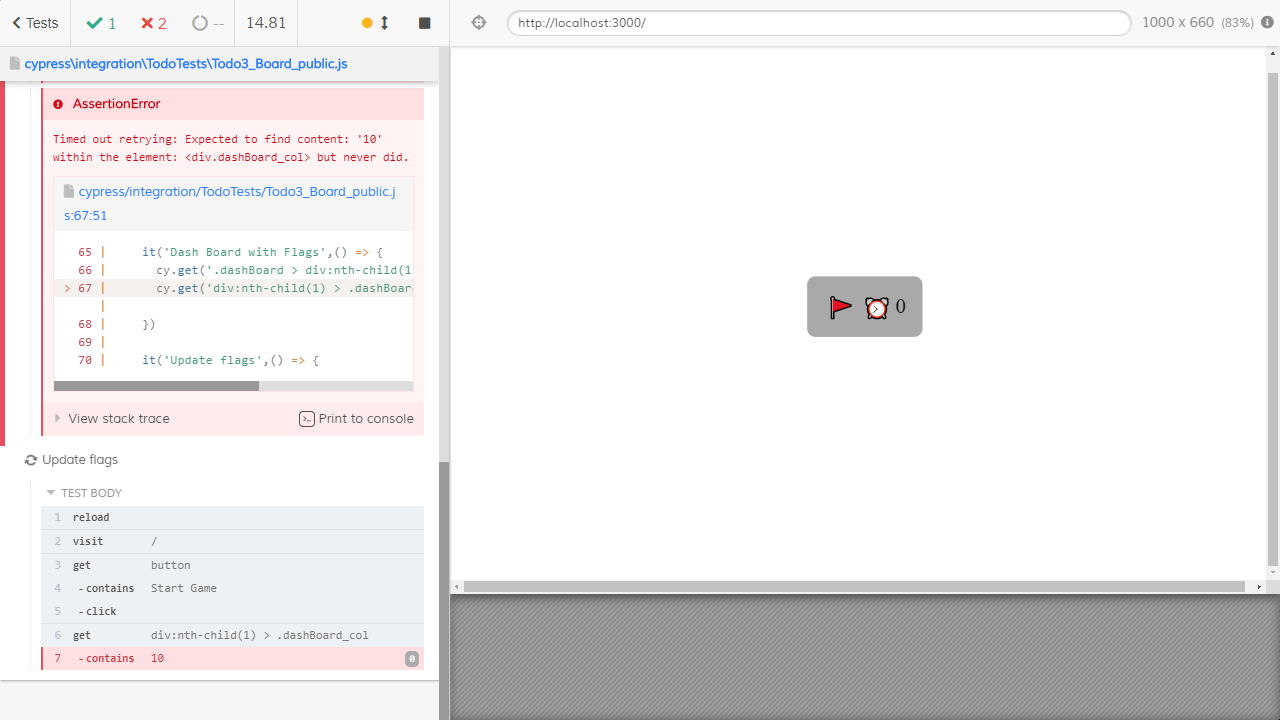 Tests 1 2 -- 14.81
http://localhost:3000/ 1000 x 660 (83%)
cypress\integration\TodoTests\Todo3_Board_public.js
AssertionError
Timed out retrying: Expected to find content: '10'
within the element: <div.dashBoard_col> but never did.
cypress/integration/TodoTests/Todo3_Board_public.j
s:67:51
65 | it('Dash Board with Flags',() => {
66 | cy.get('.dashBoard > div:nth-child(1
> 67 | cy.get('div:nth-child(1) > .dashBoar
|
68 | })
69 |
70 | it('Update flags',() => {
View stack trace
Print to console
Update flags
TEST BODY
1 reload
2 visit /
3 get button
4 -contains Start Game
5 -click
6 get div:nth-child(1) > .dashBoard_col
7 -contains 10 0
0